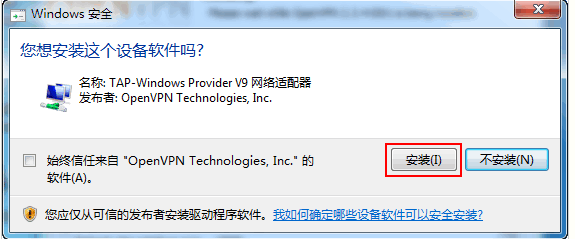 Windows 安全
您想安装这个设备软件吗?
名称: TAP-Windows Provider V9 网络适配器
发布者: OpenVPN Technologies, Inc.
始终信任来自 "OpenVPN Technologies, Inc." 的
软件(A)。
安装(I)
不安装(N)
您应仅从可信的发布者安装驱动程序软件。我如何确定哪些设备软件可以安全安装?